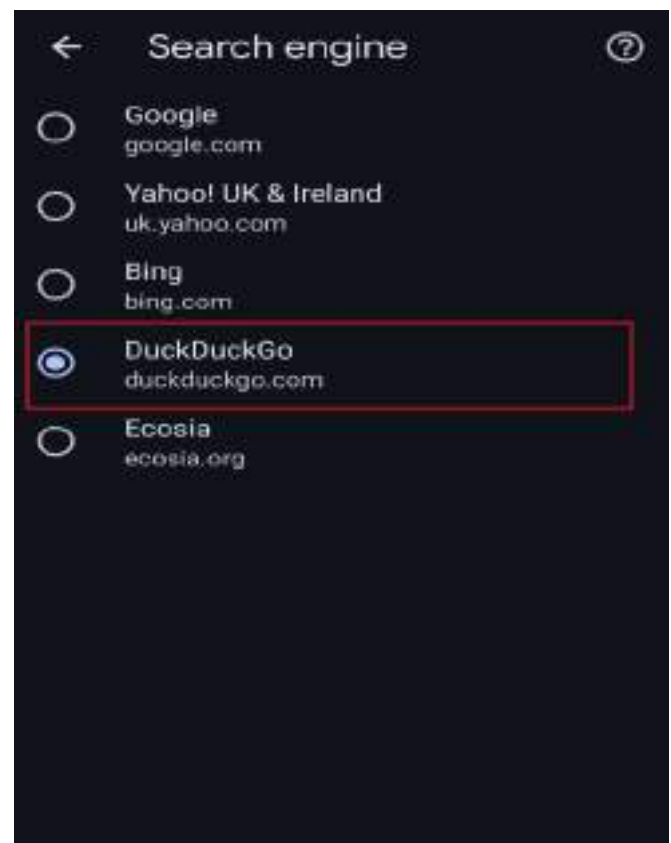 Search engine
Google
google.com
Yahoo! UK & Ireland
uk.yahoo.com
Bing
bing.com
DuckDuckGo
duckduckgo.com
Ecosia
ecosia.org